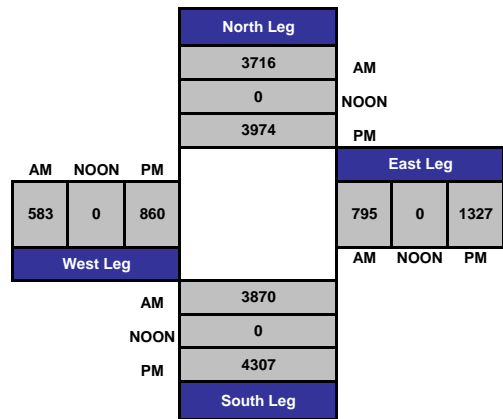 North Leg
3716 AM
0 NOON
3974 PM
AM NOON PM East Leg
583 0 860 795 0 1327
West Leg AM NOON PM
AM 3870
NOON 0
PM 4307
South Leg